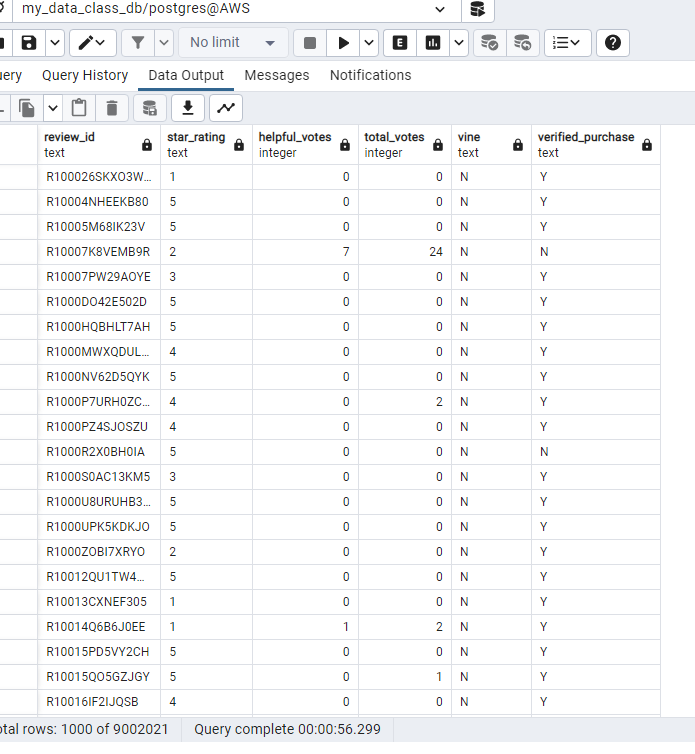 my_data_class_db/postgres@AWS
No limit
E
uery Query History Data Output Messages Notifications
review_id star_rating helpful_votes total_votes vine verified_purchase
text text integer integer text text
R100026SKXO3W... 1 0 0 N Y
R10004NHEEKB80 5 0 0 N Y
R10005M68IK23V 5 0 0 N Y
R10007K8VEMB9R 2 7 24 N N
R10007PW29AOYE 3 0 0 N Y
R1000DO42E502D 5 0 0 N Y
R1000HQBHLT7AH 5 0 0 N Y
R1000MWXQDUL... 4 0 0 N Y
R1000NV62D5QYK 5 0 0 N Y
R1000P7URH0ZC... 4 0 2 N Y
R1000PZ4SJOSZU 4 0 0 N Y
R1000R2X0BH0IA 5 0 0 N N
R1000S0AC13KM5 3 0 0 N Y
R1000U8URUHB3... 5 0 0 N Y
R1000UPK5KDKJO 5 0 0 N Y
R1000ZOBI7XRYO 2 0 0 N Y
R10012QU1TW4... 5 0 0 N Y
R10013CXNEF305 1 0 0 N Y
R10014Q6B6J0EE 1 1 2 N Y
R10015PD5VY2CH 5 0 0 N Y
R10015QO5GZJGY 5 0 1 N Y
R10016IF2IJQSB 4 0 0 N Y
otal rows: 1000 of 9002021 Query complete 00:00:56.299